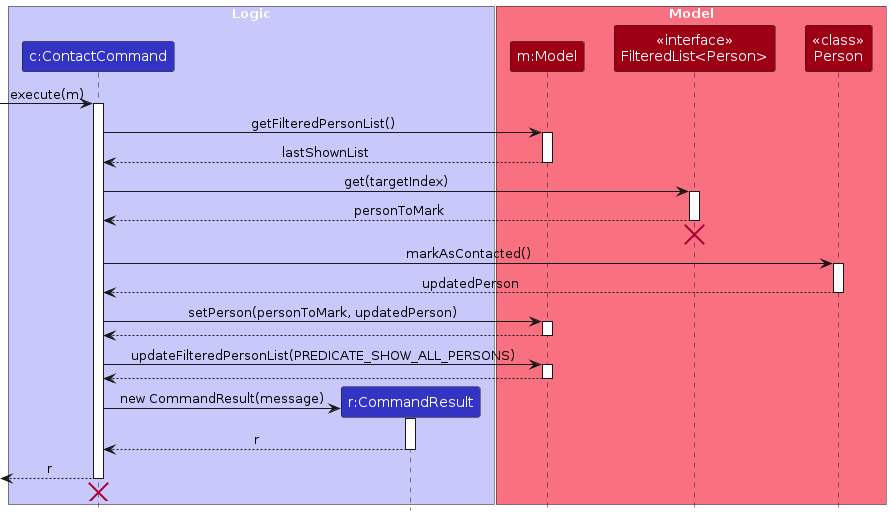 Logic
Model
c:ContactCommand
m:Model
«interface»
FilteredList<Person>
«class»
Person
execute(m)
getFilteredPersonList()
lastShownList
get(targetIndex)
personToMark
markAsContacted()
updatedPerson
setPerson(personToMark, updatedPerson)
updateFilteredPersonList(PREDICATE_SHOW_ALL_PERSONS)
new CommandResult(message)
r:CommandResult
r
r